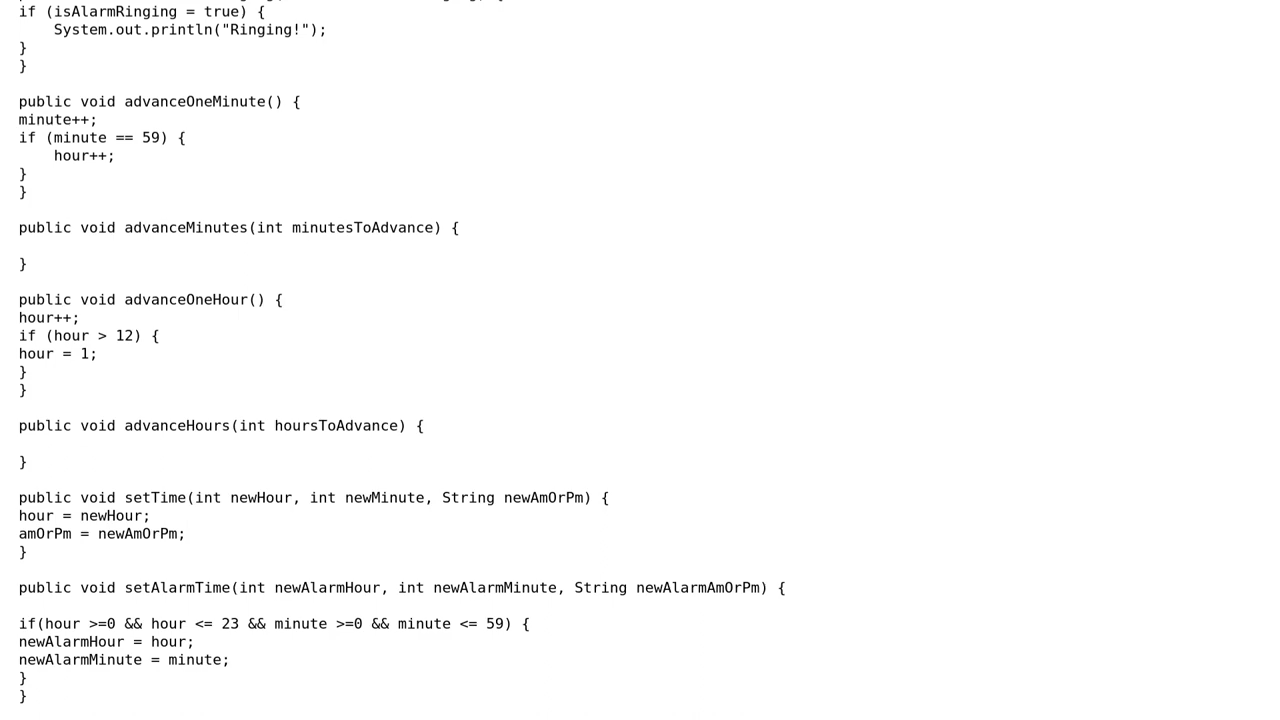 if (isAlarmRinging = true) {
    System.out.println("Ringing!");
}
}

public void advanceOneMinute() {
minute++;
if (minute == 59) {
    hour++;
}
}

public void advanceMinutes(int minutesToAdvance) {

}

public void advanceOneHour() {
hour++;
if (hour > 12) {
hour = 1;
}
}

public void advanceHours(int hoursToAdvance) {

}

public void setTime(int newHour, int newMinute, String newAmOrPm) {
hour = newHour;
amOrPm = newAmOrPm;
}

public void setAlarmTime(int newAlarmHour, int newAlarmMinute, String newAlarmAmOrPm) {

if(hour >=0 && hour <= 23 && minute >=0 && minute <= 59) {
newAlarmHour = hour;
newAlarmMinute = minute;
}
}